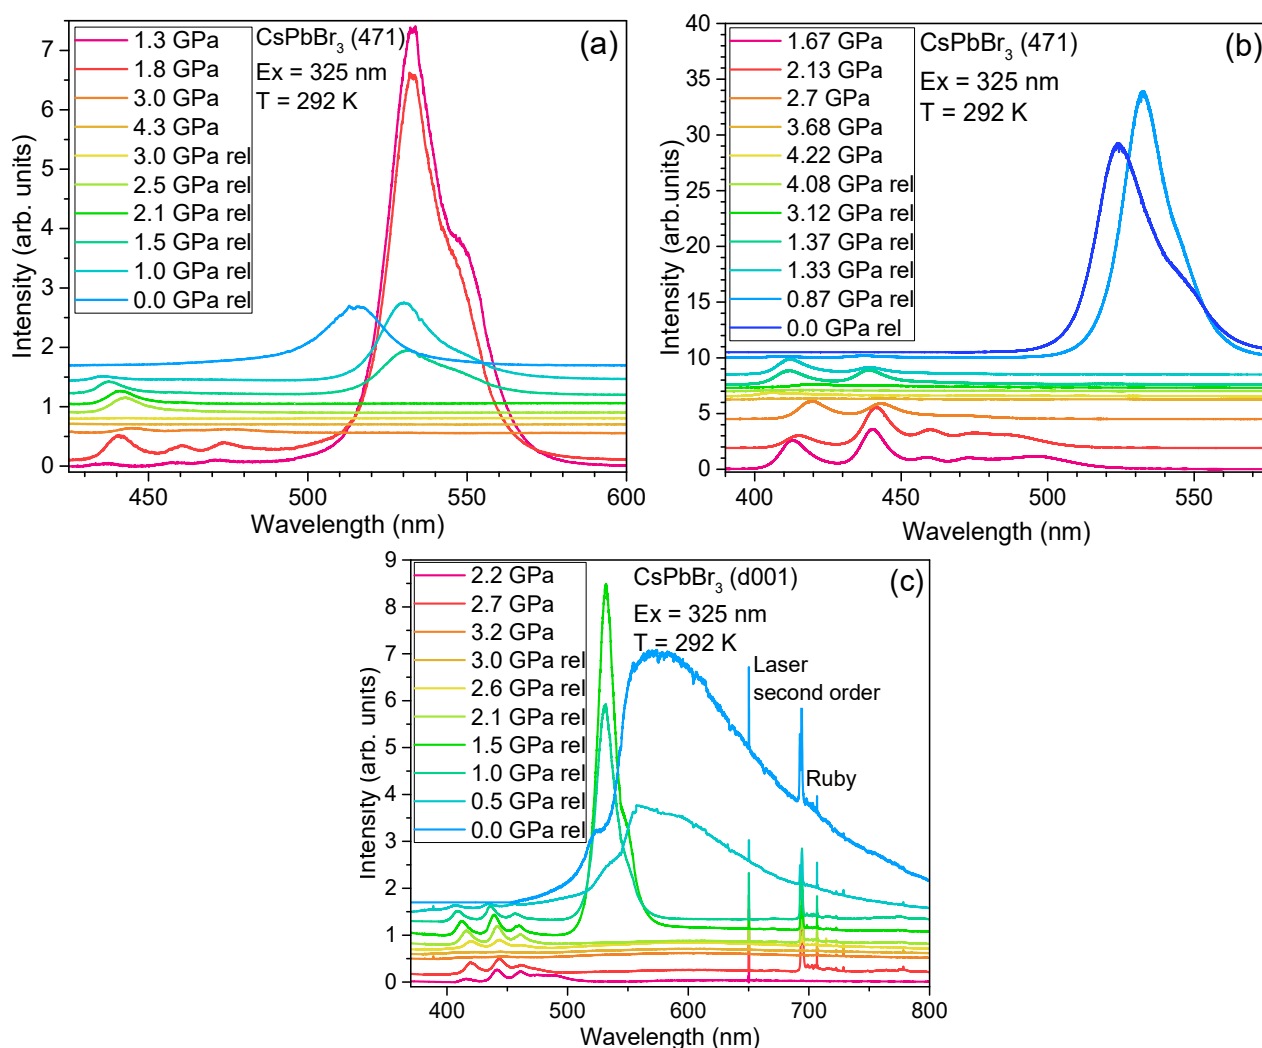 1.3 GPa
1.8 GPa
3.0 GPa
4.3 GPa
3.0 GPa rel
2.5 GPa rel
2.1 GPa rel
1.5 GPa rel
1.0 GPa rel
0.0 GPa rel
CsPbBr3 (471)
Ex = 325 nm
T = 292 K
(a)
7
6
5
4
3
2
1
0
Intensity (arb. units)
450 500 550 600
Wavelength (nm)
1.67 GPa
2.13 GPa
2.7 GPa
3.68 GPa
4.22 GPa
4.08 GPa rel
3.12 GPa rel
1.37 GPa rel
1.33 GPa rel
0.87 GPa rel
0.0 GPa rel
CsPbBr3 (471)
Ex = 325 nm
T = 292 K
(b)
40
35
30
25
20
15
10
5
0
Intensity (arb.units)
400 450 500 550
Wavelength (nm)
2.2 GPa
2.7 GPa
3.2 GPa
3.0 GPa rel
2.6 GPa rel
2.1 GPa rel
1.5 GPa rel
1.0 GPa rel
0.5 GPa rel
0.0 GPa rel
CsPbBr3 (d001)
Ex = 325 nm
T = 292 K
(c)
Laser
second order
Ruby
9
8
7
6
5
4
3
2
1
0
Intensity (arb. units)
400 500 600 700 800
Wavelength (nm)